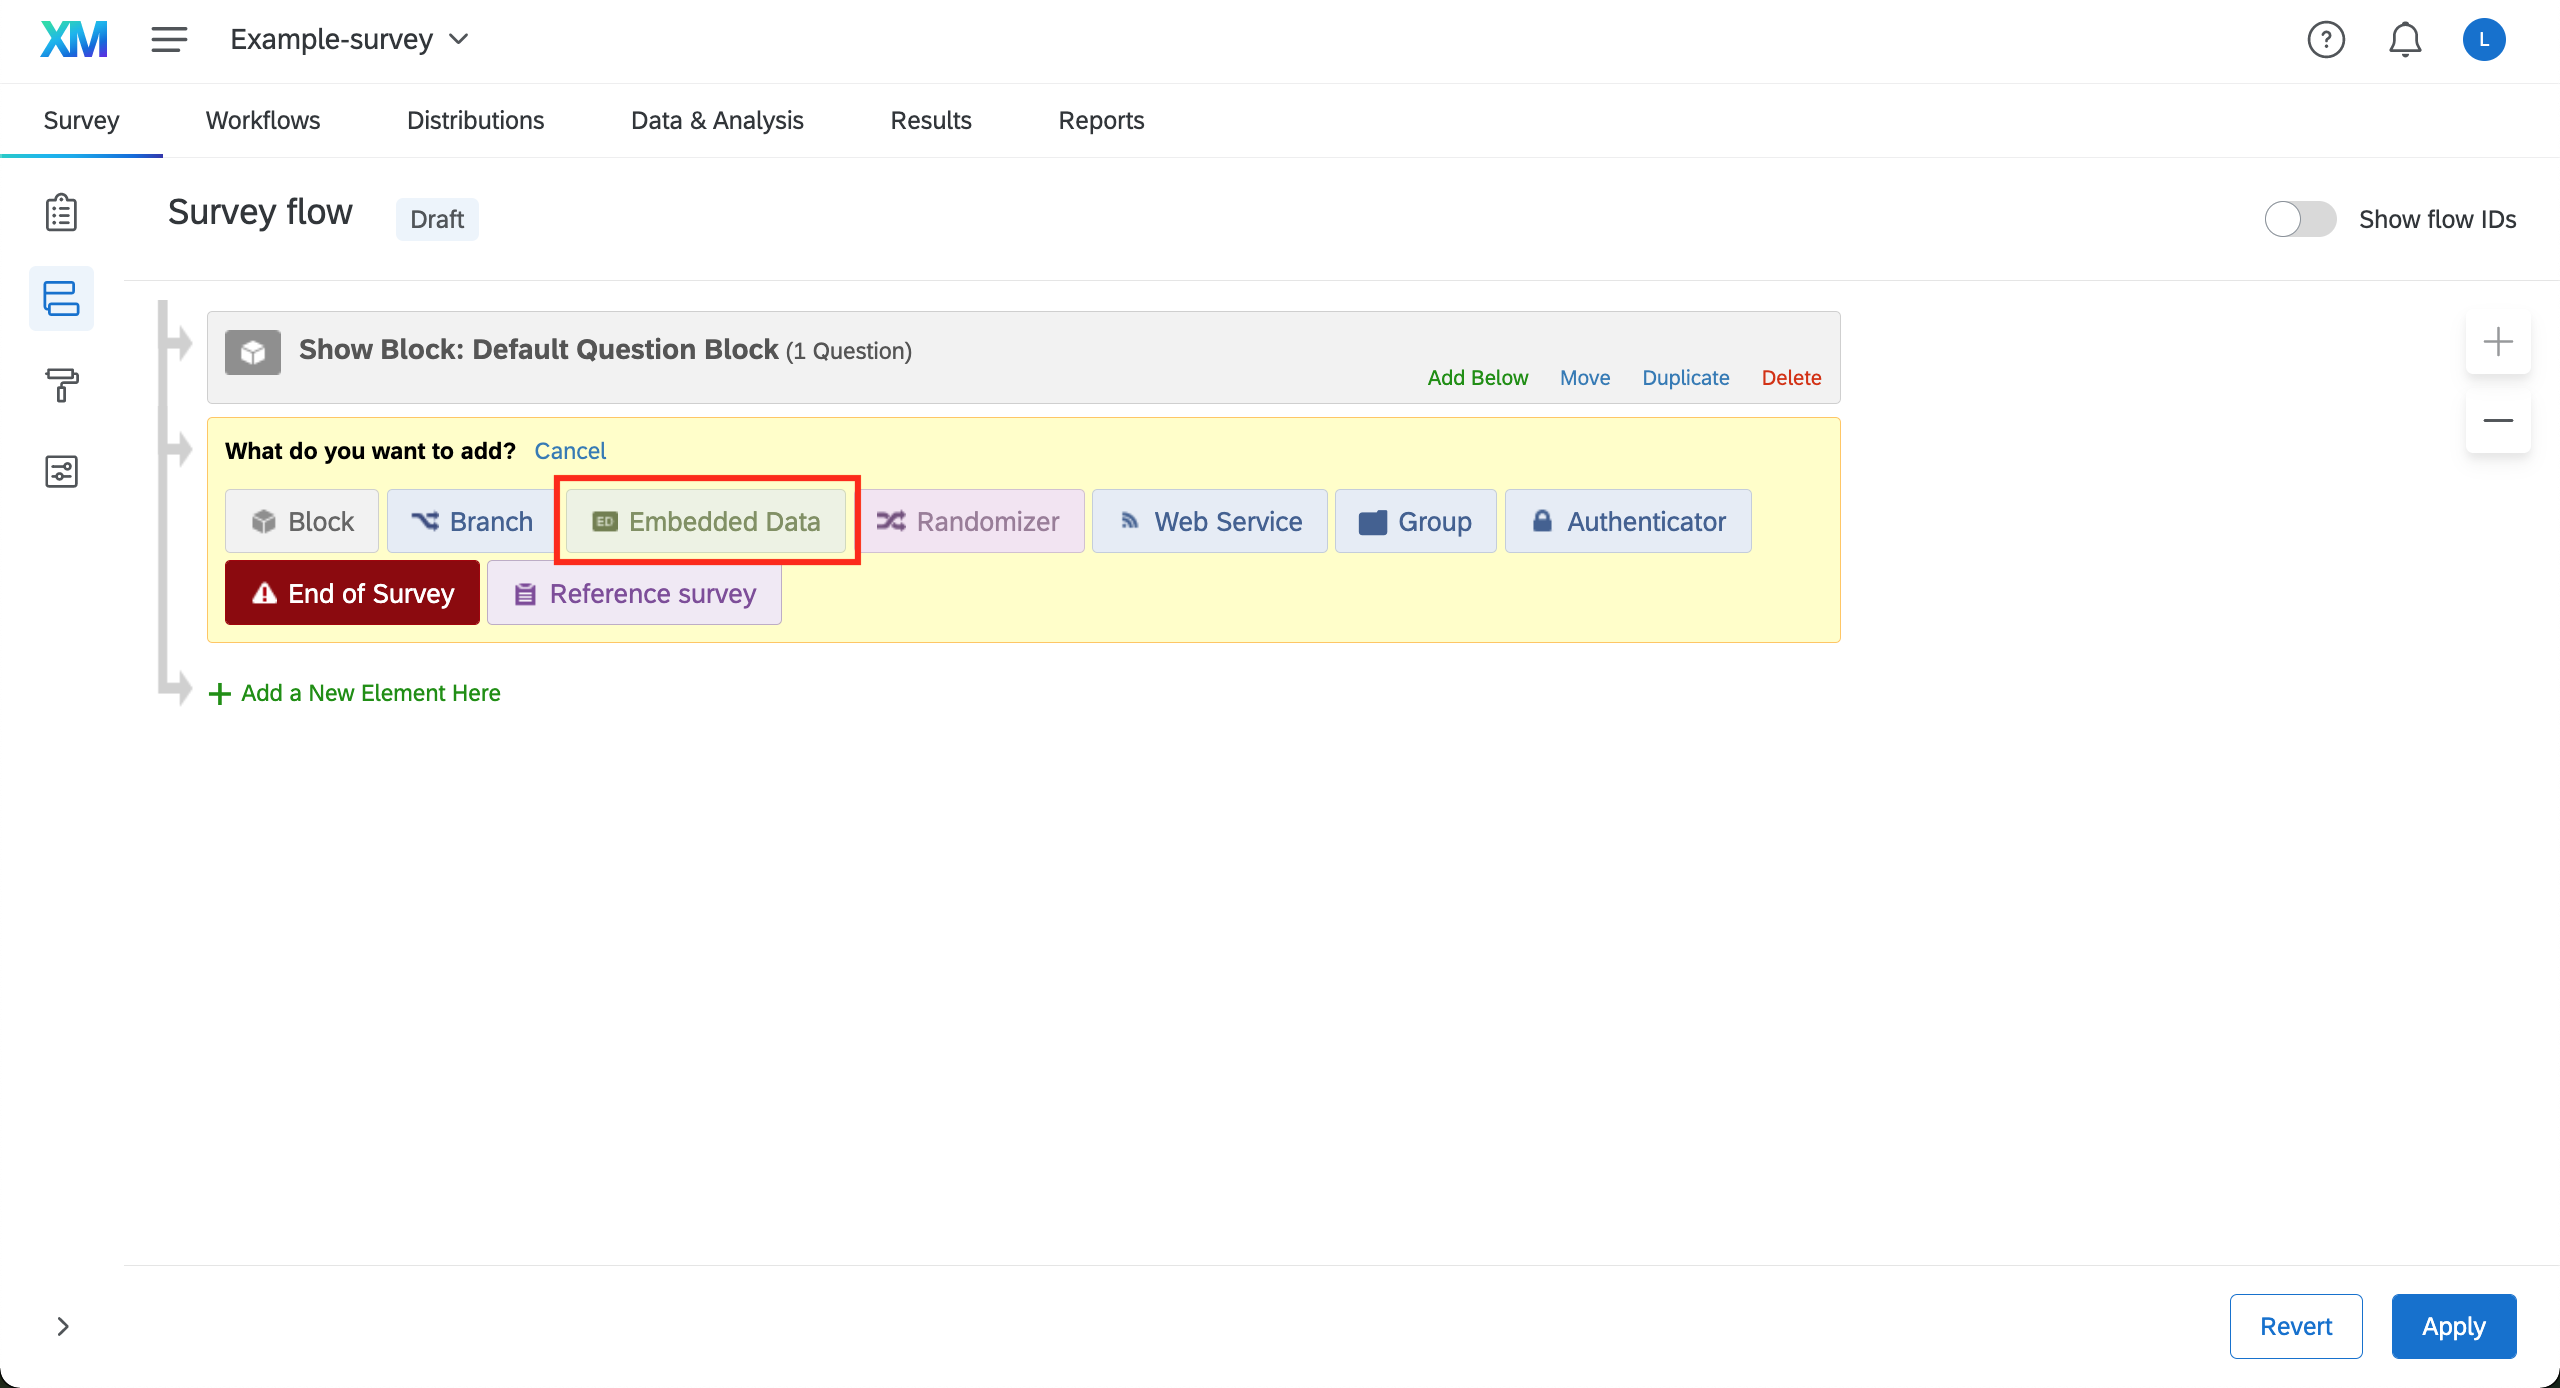 XM
Example-survey
?
L
Survey
Workflows
Distributions
Data & Analysis
Results
Reports
Survey flow
Draft
Show flow IDs
Show Block: Default Question Block (1 Question)
Add Below
Move
Duplicate
Delete
What do you want to add?
Cancel
Block
Branch
ED
Embedded Data
Randomizer
Web Service
Group
Authenticator
End of Survey
Reference survey
Add a New Element Here
Revert
Apply